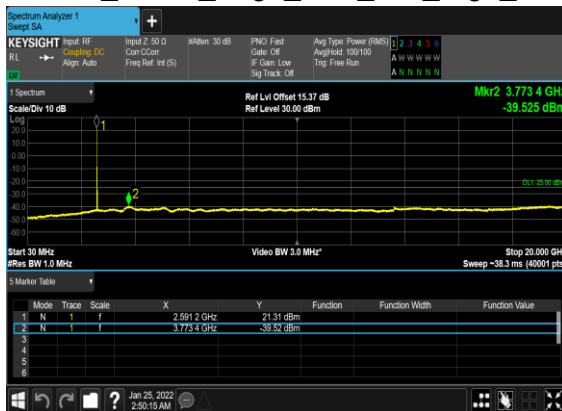 Spectrum Analyzer 1
Swept SA
+
KEYSIGHT Input: RF Input Z: 50 Ω #Atten: 30 dB PNO: Fast Avg Type: Power (RMS) 1 2 3 4 5 6
RL Coupling: DC Corr CCorr Gate: Off Avg|Hold: 100/100 A W W W W W
Align: Auto Freq Ref: Int (S) IF Gain: Low Trig: Free Run
Sig Track: Off A N N N N N
1 Spectrum
Scale/Div 10 dB
Ref Lvl Offset 15.37 dB
Ref Level 30.00 dBm
Mkr2 3.773 4 GHz
-39.525 dBm
Log
20.0
10.0
0.00
-10.0
-20.0
-30.0
-40.0
-50.0
-60.0
1
2
DL1 -25.00 dBm
Start 30 MHz Video BW 3.0 MHz* Stop 20.000 GHz
#Res BW 1.0 MHz Sweep ~38.3 ms (40001 pts)
5 Marker Table
Mode Trace Scale X Y Function Function Width Function Value
1 N 1 f 2.591 2 GHz 21.31 dBm
2 N 1 f 3.773 4 GHz -39.52 dBm
3
4
5
6
? Jan 25, 2022
2:50:15 AM